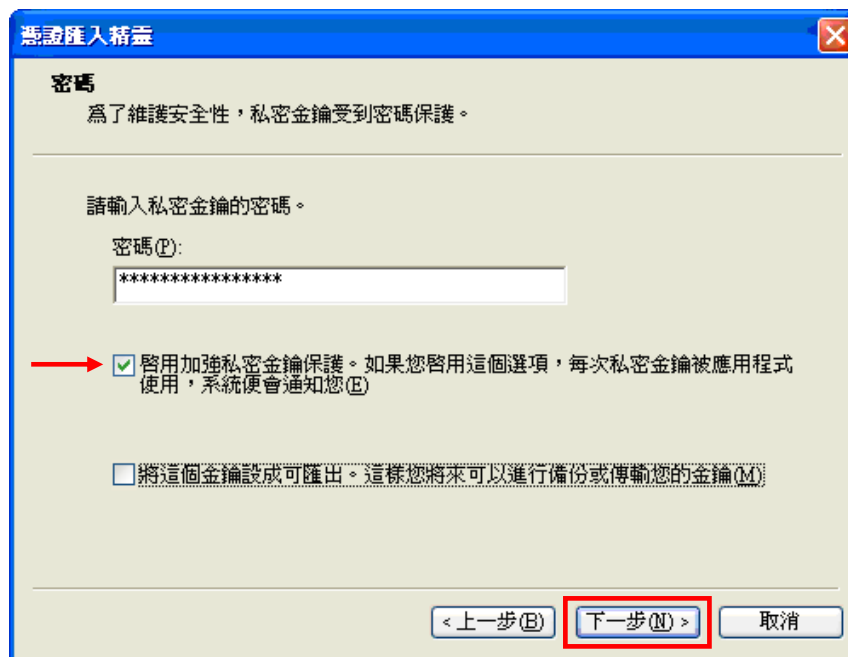 憑證匯入精靈
密碼
為了維護安全性，私密金鑰受到密碼保護。
請輸入私密金鑰的密碼。
密碼(P):
****************
啓用加強私密金鑰保護。如果您啓用這個選項，每次私密金鑰被應用程式
使用，系統便會通知您(E)
將這個金鑰設成可匯出。這樣您將來可以進行備份或傳輸您的金鑰(M)
<上一步(B) 下一步(N) > 取消